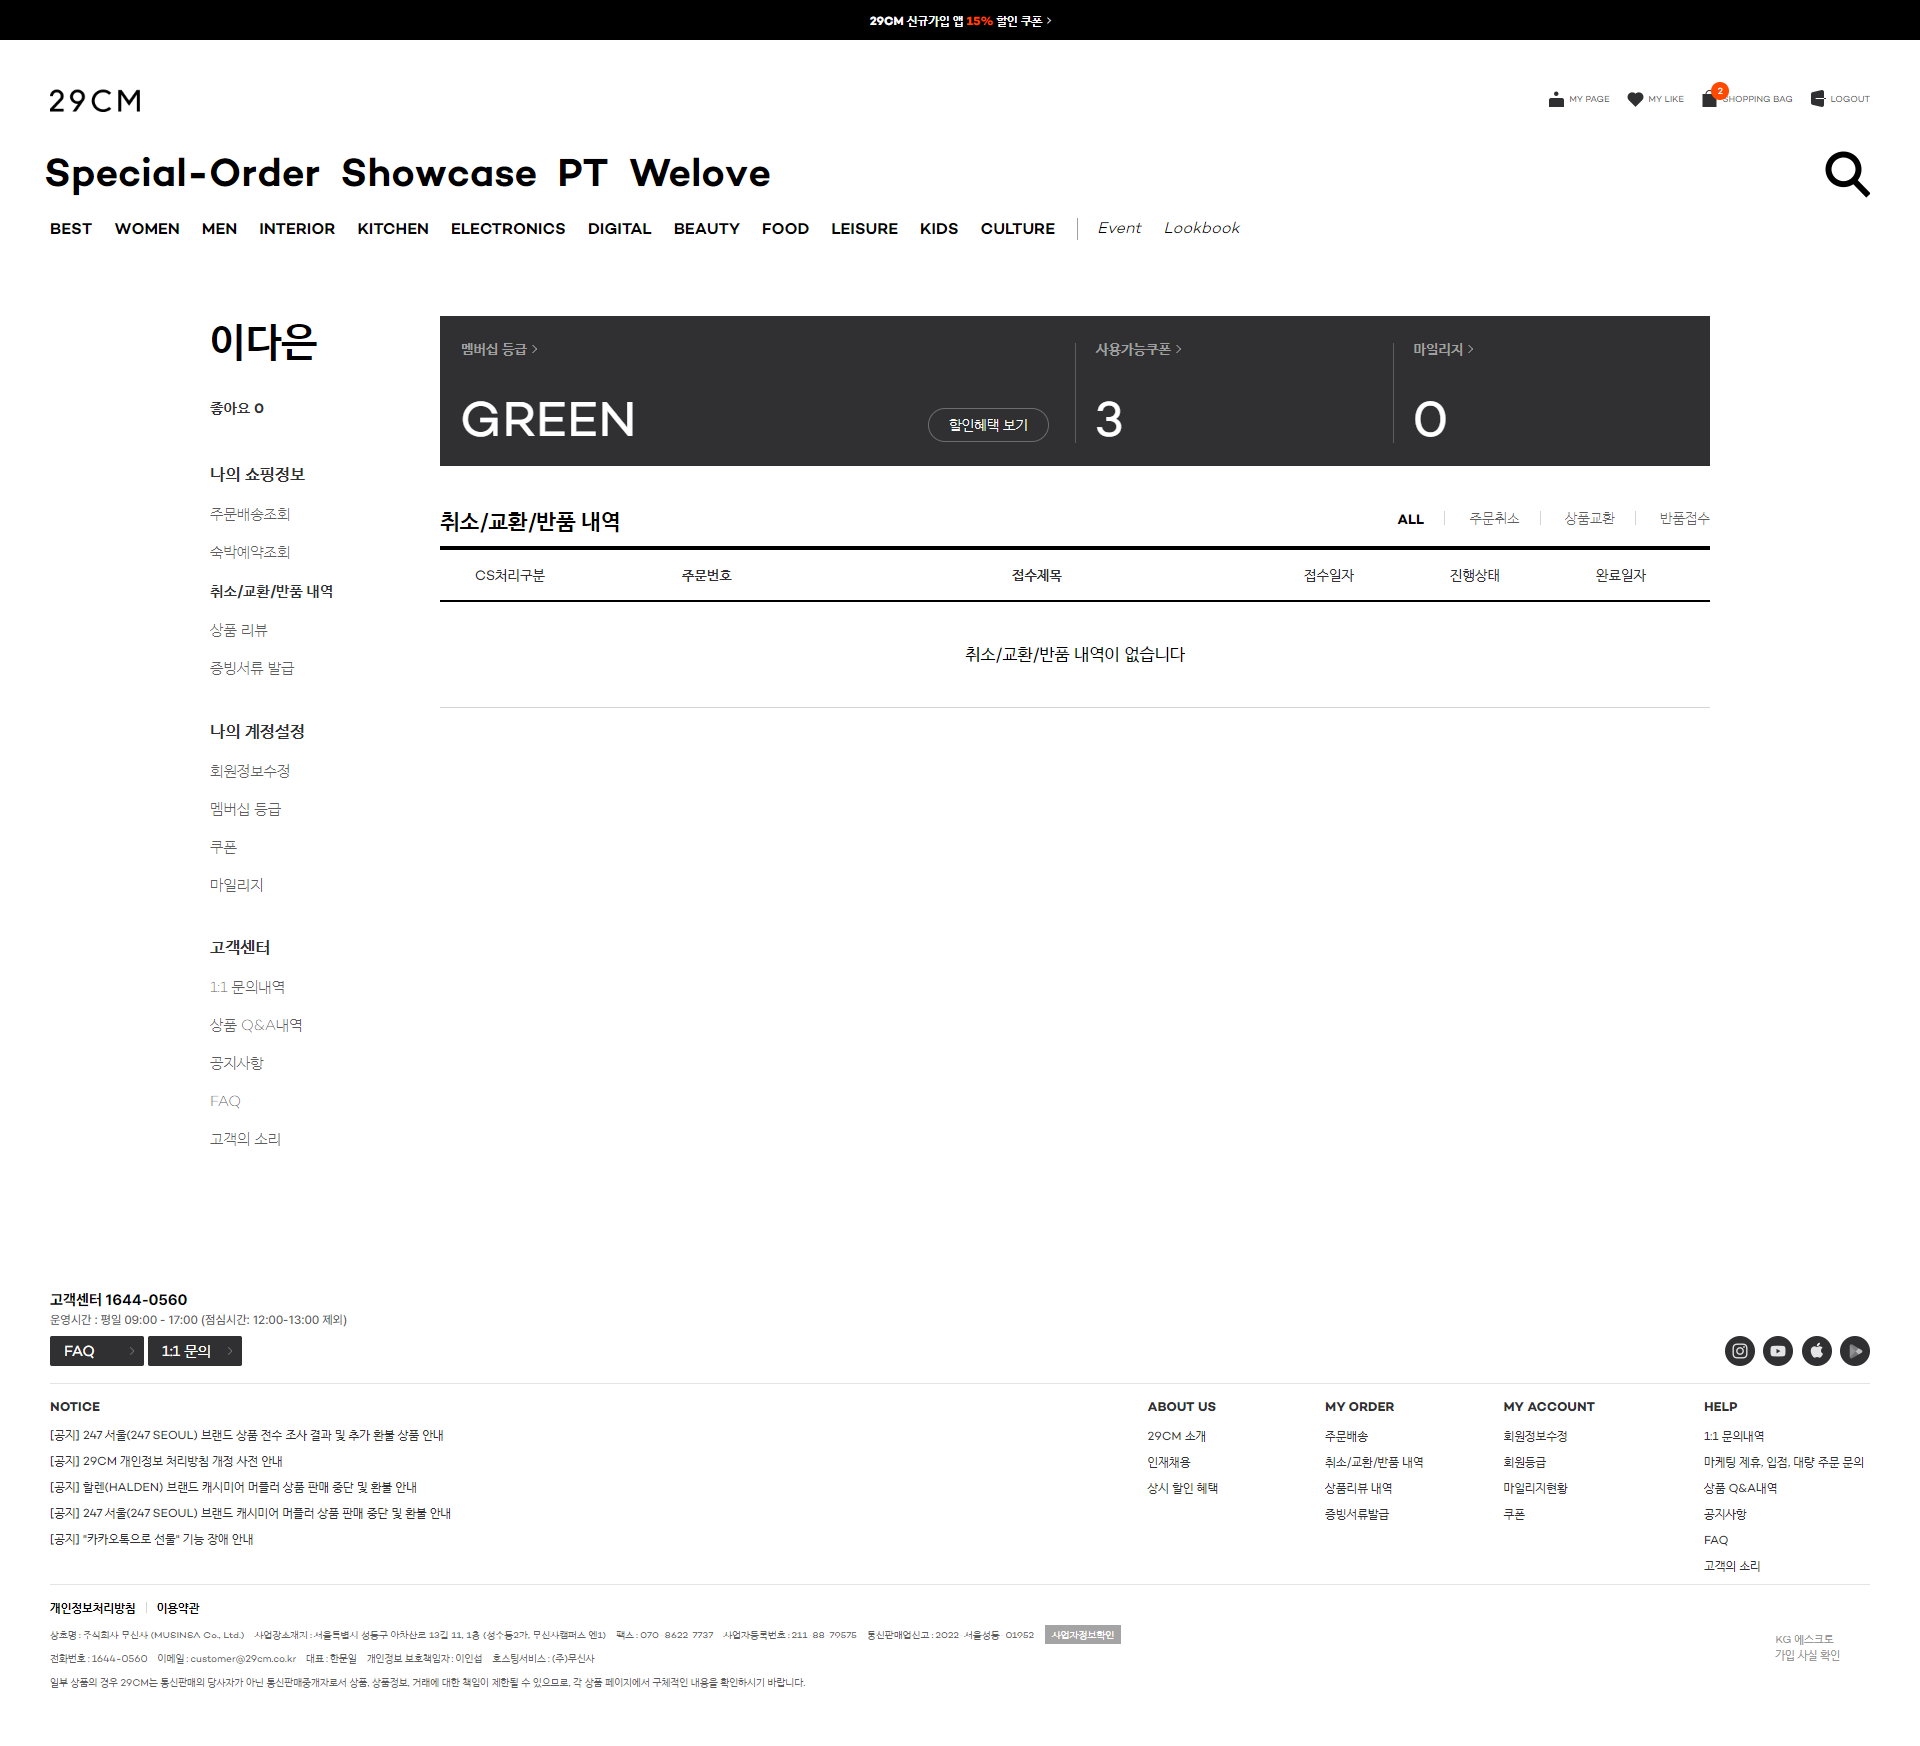 29CM 신규가입 앱 15% 할인 쿠폰
29CM
MY PAGE MY LIKE 2 SHOPPING BAG LOGOUT
Special-Order Showcase PT Welove
BEST WOMEN MEN INTERIOR KITCHEN ELECTRONICS DIGITAL BEAUTY FOOD LEISURE KIDS CULTURE Event Lookbook
이다은
좋아요 0
나의 쇼핑정보
주문배송조회
숙박예약조회
취소/교환/반품 내역
상품 리뷰
증빙서류 발급
나의 계정설정
회원정보수정
멤버십 등급
쿠폰
마일리지
고객센터
1:1 문의내역
상품 Q&A내역
공지사항
FAQ
고객의 소리
멤버십 등급
GREEN
할인혜택 보기
사용가능쿠폰
3
마일리지
0
취소/교환/반품 내역
ALL 주문취소 상품교환 반품접수
CS처리구분 주문번호 접수제목 접수일자 진행상태 완료일자
취소/교환/반품 내역이 없습니다
고객센터 1644-0560
운영시간 : 평일 09:00 - 17:00 (점심시간: 12:00-13:00 제외)
FAQ 1:1 문의
NOTICE
[공지] 247 서울(247 SEOUL) 브랜드 상품 전수 조사 결과 및 추가 환불 상품 안내
[공지] 29CM 개인정보 처리방침 개정 사전 안내
[공지] 할렌(HALDEN) 브랜드 캐시미어 머플러 상품 판매 중단 및 환불 안내
[공지] 247 서울(247 SEOUL) 브랜드 캐시미어 머플러 상품 판매 중단 및 환불 안내
[공지] "카카오톡으로 선물" 기능 장애 안내
ABOUT US
29CM 소개
인재채용
상시 할인 혜택
MY ORDER
주문배송
취소/교환/반품 내역
상품리뷰 내역
증빙서류발급
MY ACCOUNT
회원정보수정
회원등급
마일리지현황
쿠폰
HELP
1:1 문의내역
마케팅 제휴, 입점, 대량 주문 문의
상품 Q&A내역
공지사항
FAQ
고객의 소리
개인정보처리방침 이용약관
상호명 : 주식회사 무신사 (MUSINSA Co., Ltd.) 사업장소재지 : 서울특별시 성동구 아차산로 13길 11, 1층 (성수동2가, 무신사캠퍼스 엔1) 팩스 : 070-8622-7737 사업자등록번호 : 211-88-79575 통신판매업신고 : 2022-서울성동-01952 사업자정보확인
전화번호 : 1644-0560 이메일 : customer@29cm.co.kr 대표 : 한문일 개인정보 보호책임자 : 이인섭 호스팅서비스 : (주)무신사
일부 상품의 경우 29CM는 통신판매의 당사자가 아닌 통신판매중개자로서 상품, 상품정보, 거래에 대한 책임이 제한될 수 있으므로, 각 상품 페이지에서 구체적인 내용을 확인하시기 바랍니다.
KG 에스크로
가입 사실 확인